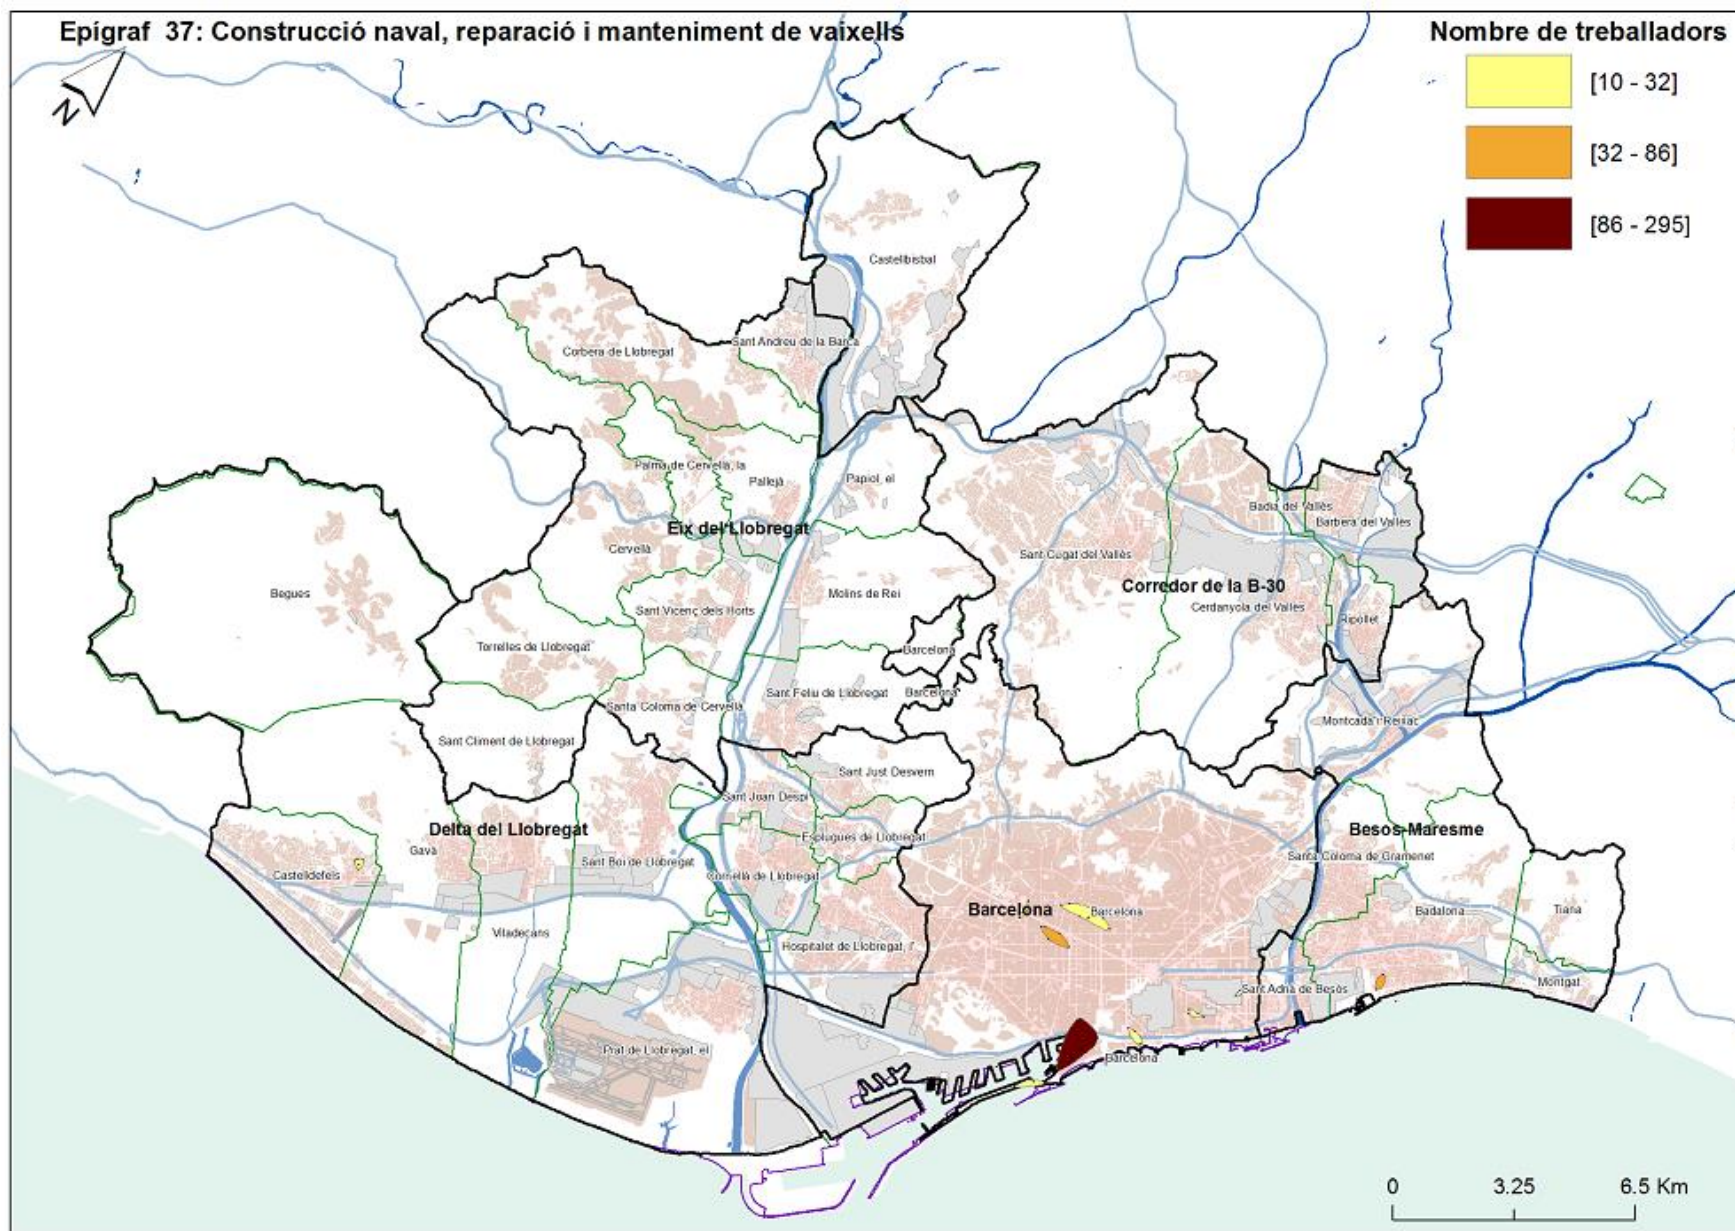 Epígraf 37: Construcció naval, reparació i manteniment de vaixells
Nombre de treballadors
[10 - 32]
[32 - 86]
[86 - 295]
N
Castellbisbal
Corbera de Llobregat
Sant Andreu de la Barca
Palma de Cervelló, la
Pallejà
Papiol, el
Eix del Llobregat
Cervelló
Badia del Vallès
Barberà del Vallès
Sant Cugat del Vallès
Corredor de la B-30
Begues
Molins de Rei
Sant Vicenç dels Horts
Cerdanyola del Vallès
Ripollet
Torrelles de Llobregat
Barcelona
Sant Feliu de Llobregat
Barcelona
Santa Coloma de Cervelló
Montcada i Reixac
Sant Climent de Llobregat
Sant Just Desvern
Sant Joan Despí
Delta del Llobregat
Besòs-Maresme
Esplugues de Llobregat
Gavà
Sant Boi de Llobregat
Santa Coloma de Gramenet
Castelldefels
Cornellà de Llobregat
Barcelona
Barcelona
Badalona
Tiana
Viladecans
Hospitalet de Llobregat, l'
Montgat
Sant Adrià de Besòs
Prat de Llobregat, el
Barcelona
0 3.25 6.5 Km